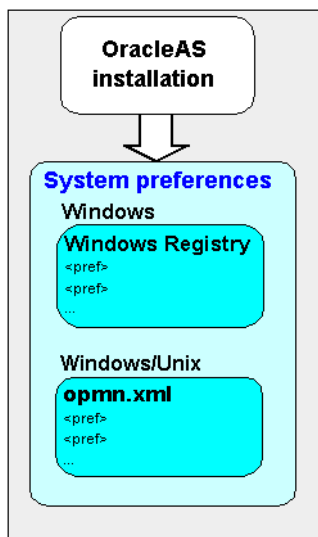 OracleAS
installation
System preferences
Windows
Windows Registry
<pref>
<pref>
...
Windows/Unix
opmn.xml
<pref>
<pref>
...